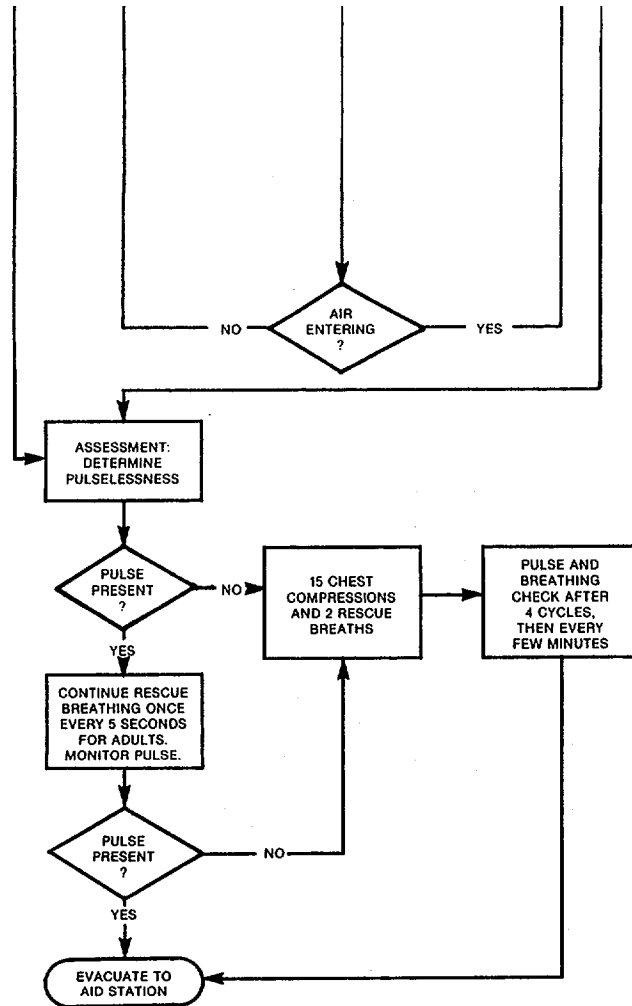 AIR
ENTERING
?
NO
YES
ASSESSMENT:
DETERMINE
PULSELESSNESS
PULSE
PRESENT
?
NO
15 CHEST
COMPRESSIONS
AND 2 RESCUE
BREATHS
PULSE AND
BREATHING
CHECK AFTER
4 CYCLES,
THEN EVERY
FEW MINUTES
YES
CONTINUE RESCUE
BREATHING ONCE
EVERY 5 SECONDS
FOR ADULTS.
MONITOR PULSE.
PULSE
PRESENT
?
NO
YES
EVACUATE TO
AID STATION